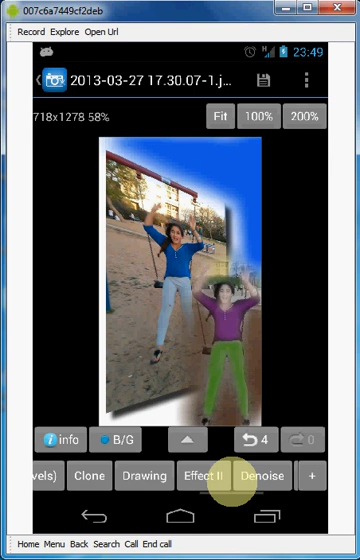 007c6a7449cf2deb
Record Explore Open Url
H 23:49
2013-03-27 17.30.07-1.j...
718x1278 58% Fit 100% 200%
info B/G 4 0
vels) Clone Drawing Effect II Denoise +
Home Menu Back Search Call End call